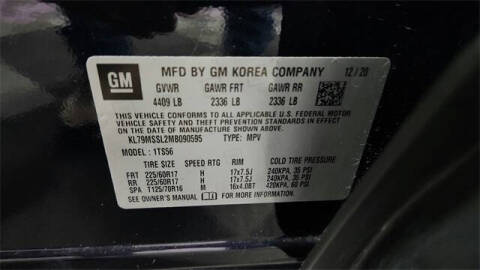 GM
MFD BY GM KOREA COMPANY 12/20
GVWR GAWR FRT GAWR RR
4409 LB 2336 LB 2336 LB
THIS VEHICLE CONFORMS TO ALL APPLICABLE U.S. FEDERAL MOTOR
VEHICLE SAFETY AND THEFT PREVENTION STANDARDS IN EFFECT ON
THE DATE OF MANUFACTURE SHOWN ABOVE.
KL79MSSL2MB090595 TYPE: MPV
MODEL : 1TS56
TIRE SIZE SPEED RTG RIM COLD TIRE PRESSURE
FRT 225/60R17 H 17x7.5J 240KPA, 35 PSI
RR 225/60R17 H 17x7.5J 240KPA, 35 PSI
SPA T125/70R16 M 16x4.0BT 420KPA, 60 PSI
SEE OWNER'S MANUAL FOR MORE INFORMATION.